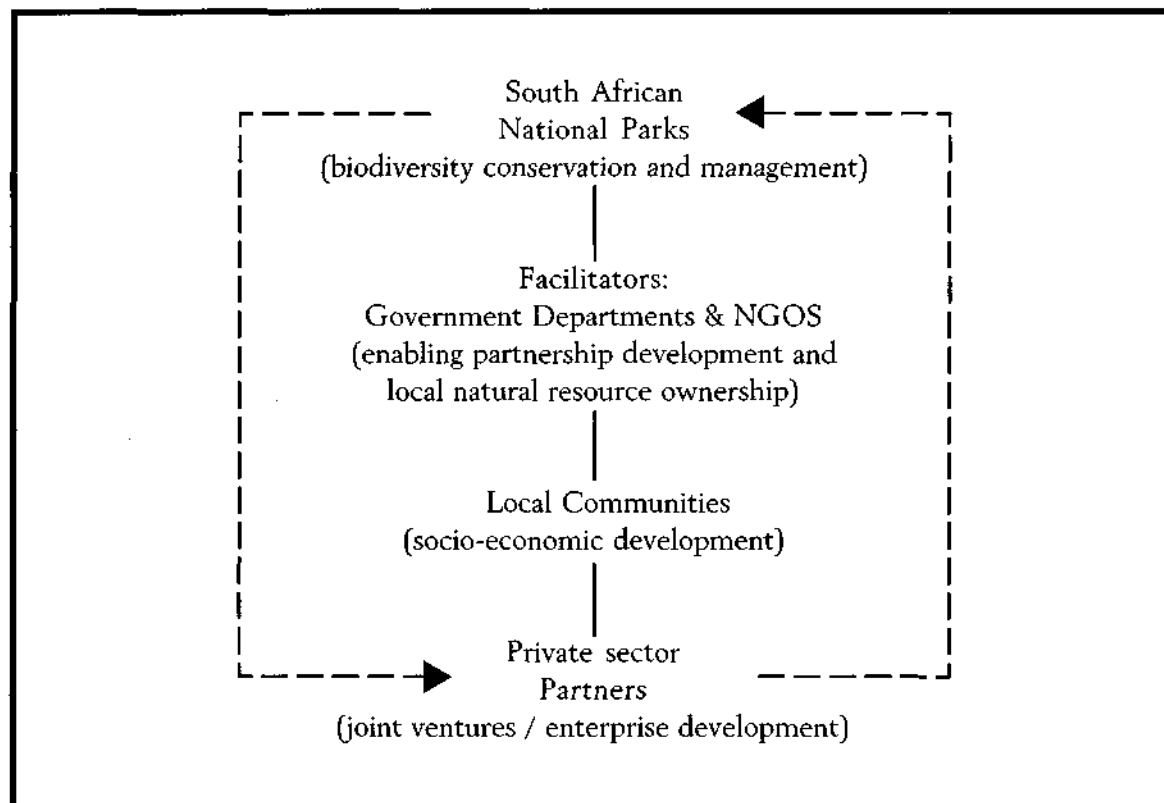 South African
National Parks
(biodiversity conservation and management)
Facilitators:
Government Departments & NGOS
(enabling partnership development and
local natural resource ownership)
Local Communities
(socio-economic development)
Private sector
Partners
(joint ventures / enterprise development)